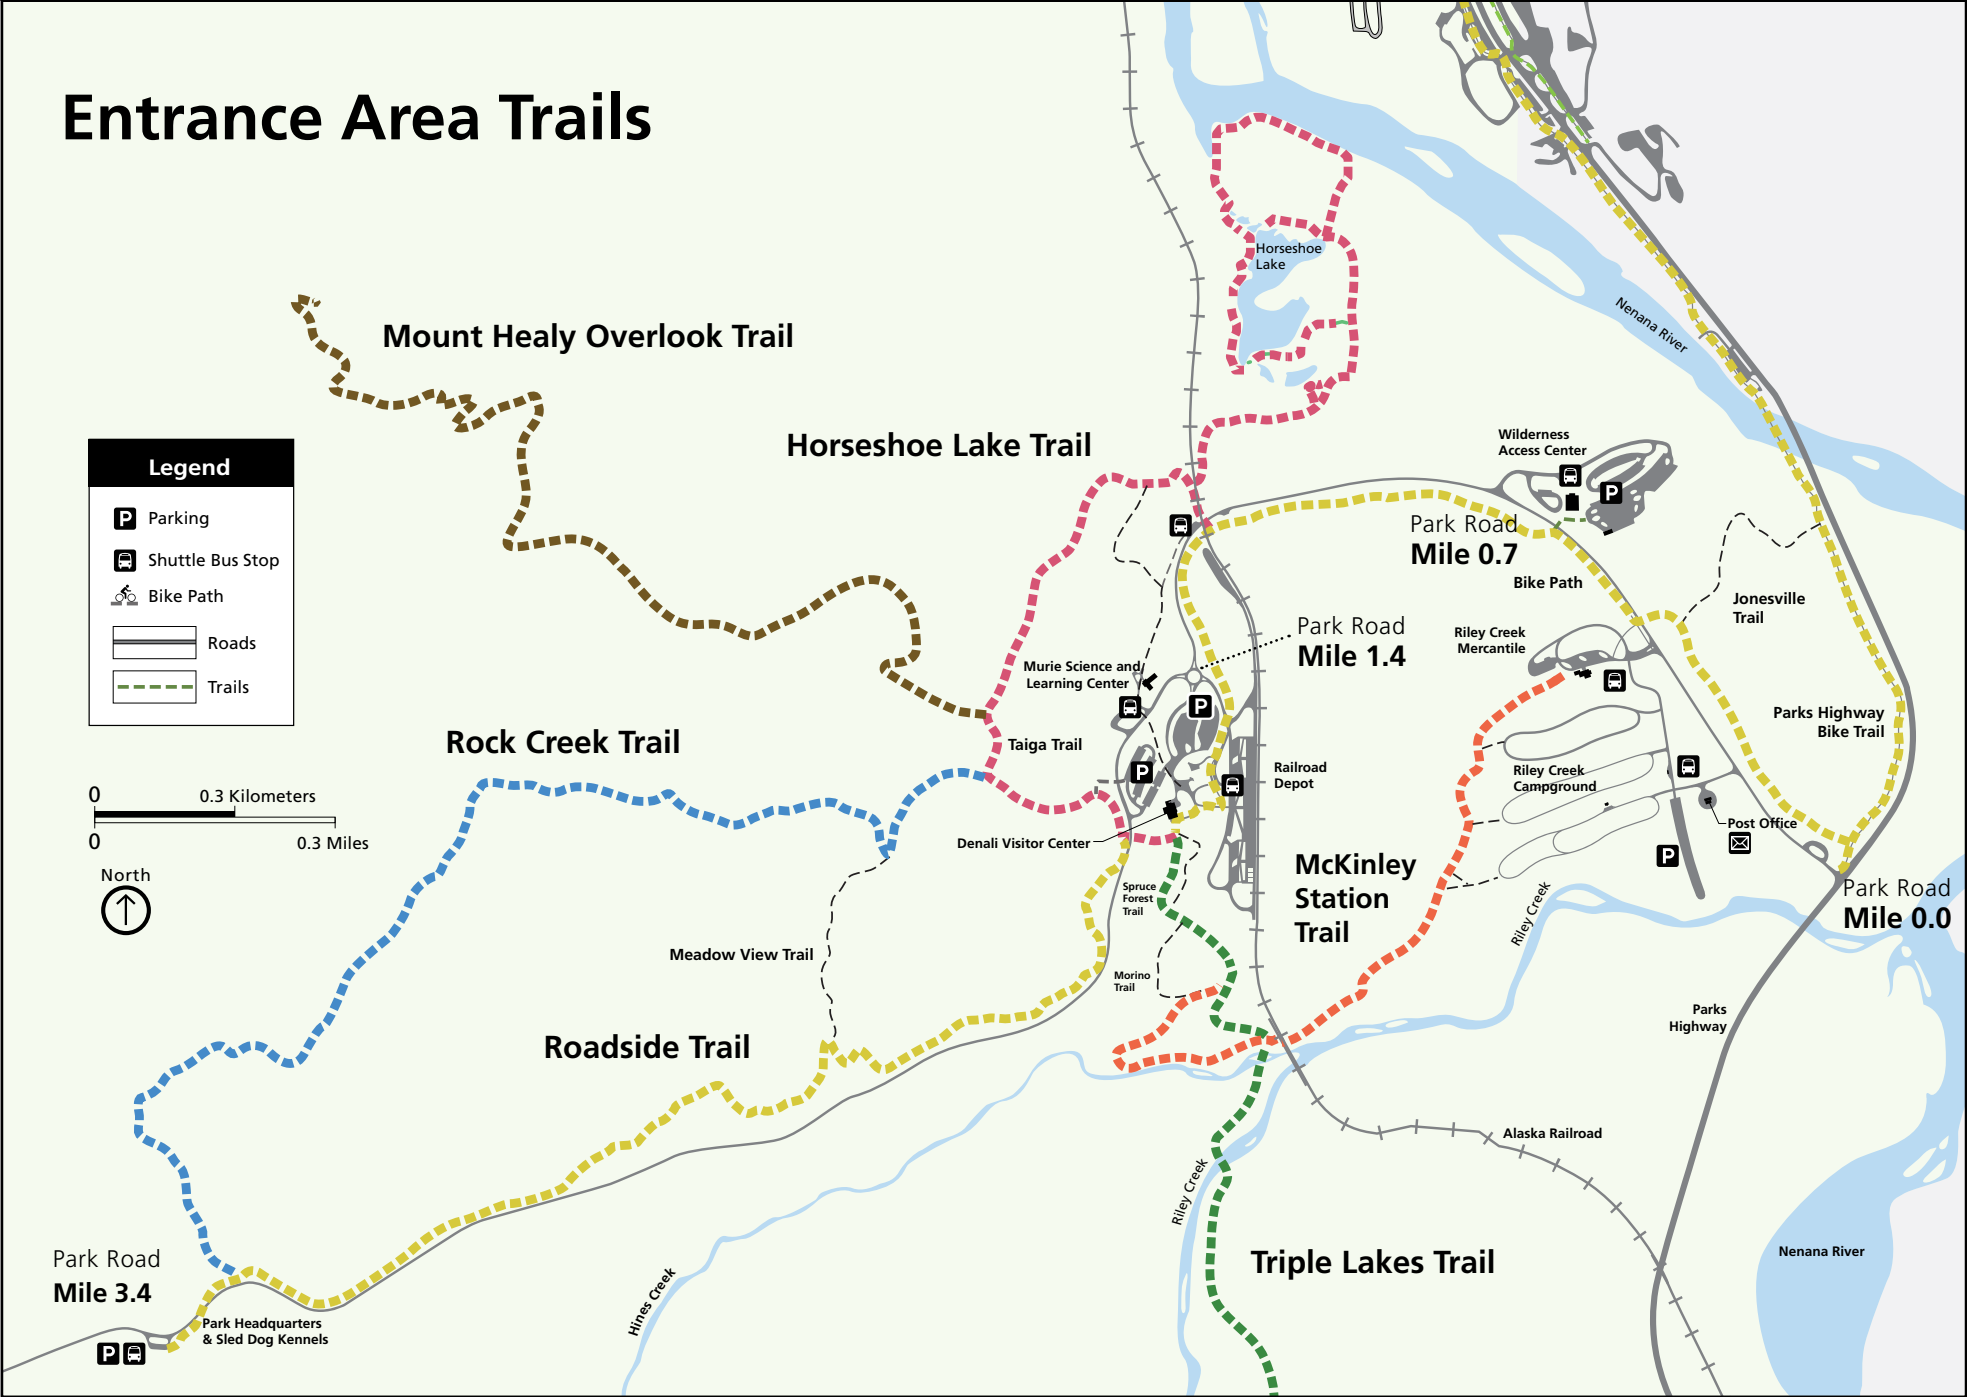 Entrance Area Trails
Horseshoe
Lake
Nenana River
Mount Healy Overlook Trail
Horseshoe Lake Trail
Wilderness
Access Center
P
Legend
P Parking
Shuttle Bus Stop
Bike Path
Roads
Trails
Park Road
Mile 0.7
Bike Path
Jonesville
Trail
Park Road
Mile 1.4
Riley Creek
Mercantile
Murie Science and
Learning Center
P
Parks Highway
Bike Trail
Rock Creek Trail
Taiga Trail
P
Railroad
Depot
Riley Creek
Campground
0 0.3 Kilometers
0 0.3 Miles
Post Office
Denali Visitor Center
P
North
McKinley
Station
Trail
Spruce
Forest
Trail
Park Road
Mile 0.0
Riley Creek
Meadow View Trail
Morino
Trail
Parks
Highway
Roadside Trail
Alaska Railroad
Riley Creek
Park Road
Mile 3.4
Triple Lakes Trail
Nenana River
Hines Creek
Park Headquarters
& Sled Dog Kennels
P